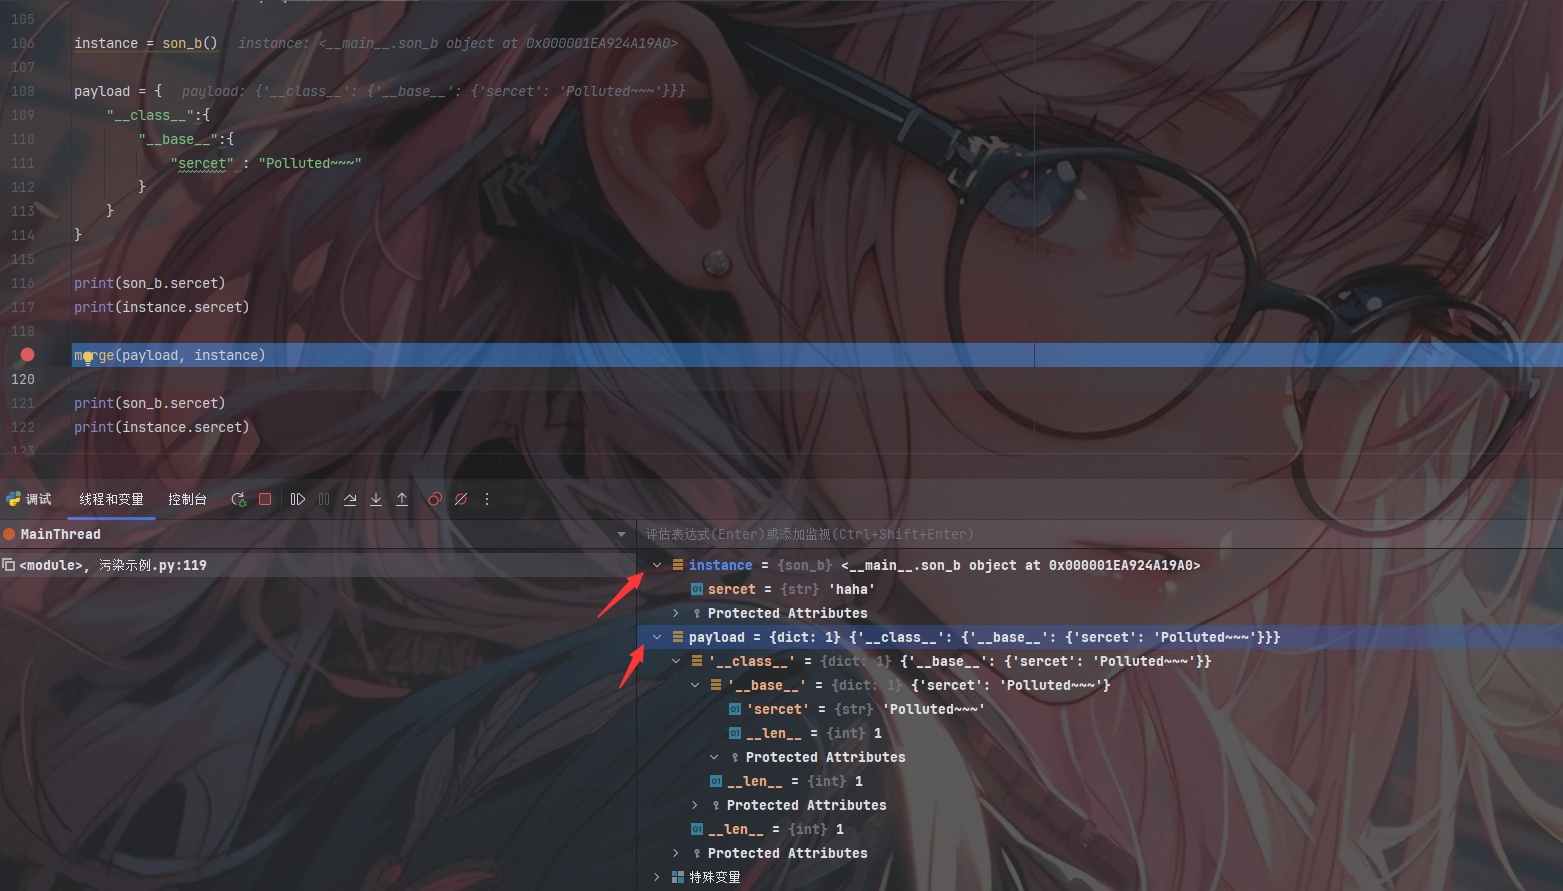 105
106 instance = son_b() instance: <__main__.son_b object at 0x000001EA924A19A0>
107
108 payload = { payload: {'__class__': {'__base__': {'sercet': 'Polluted~~~'}}}
109 "__class__":{
110 "__base__":{
111 "sercet" : "Polluted~~~"
112 }
113 }
114 }
115
116 print(son_b.sercet)
117 print(instance.sercet)
118
merge(payload, instance)
120
121 print(son_b.sercet)
122 print(instance.sercet)
123
调试 线程和变量 控制台
MainThread
评估表达式(Enter)或添加监视(Ctrl+Shift+Enter)
<module>, 污染示例.py:119
instance = {son_b} <__main__.son_b object at 0x000001EA924A19A0>
sercet = {str} 'haha'
Protected Attributes
payload = {dict: 1} {'__class__': {'__base__': {'sercet': 'Polluted~~~'}}}
'__class__' = {dict: 1} {'__base__': {'sercet': 'Polluted~~~'}}
'__base__' = {dict: 1} {'sercet': 'Polluted~~~'}
'sercet' = {str} 'Polluted~~~'
__len__ = {int} 1
Protected Attributes
__len__ = {int} 1
Protected Attributes
__len__ = {int} 1
Protected Attributes
特殊变量